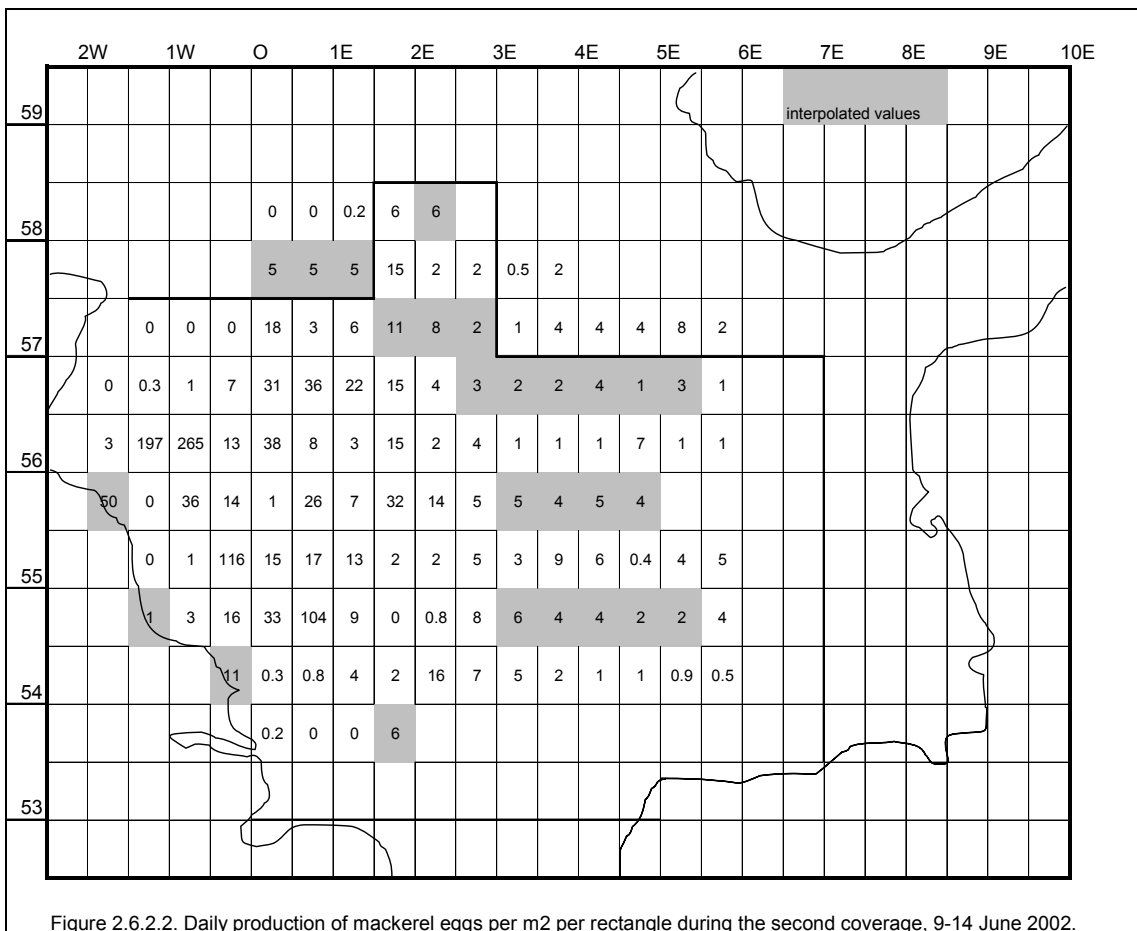 2W 1W O 1E 2E 3E 4E 5E 6E 7E 8E 9E 10E
interpolated values
59
0 0 0.2 6 6
58
5 5 5 15 2 2 0.5 2
0 0 0 18 3 6 11 8 2 1 4 4 4 8 2
57
0 0.3 1 7 31 36 22 15 4 3 2 2 4 1 3 1
3 197 265 13 38 8 3 15 2 4 1 1 1 7 1 1
56
50 0 36 14 1 26 7 32 14 5 5 4 5 4
0 1 116 15 17 13 2 2 5 3 9 6 0.4 4 5
55
1 3 16 33 104 9 0 0.8 8 6 4 4 2 2 4
11 0.3 0.8 4 2 16 7 5 2 1 1 0.9 0.5
54
0.2 0 0 6
53
Figure 2.6.2.2. Daily production of mackerel eggs per m2 per rectangle during the second coverage, 9-14 June 2002.